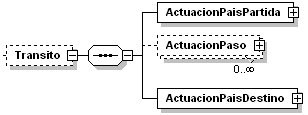 ActuacionPaisPartida
Transito
ActuacionPaso
0..∞
ActuacionPaisDestino